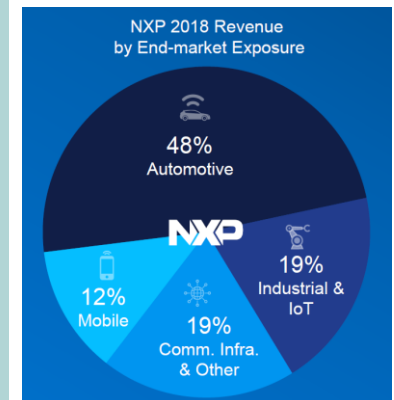 NXP 2018 Revenue
by End-market Exposure
48%
Automotive
NXP
19%
Industrial &
IoT
12%
Mobile
19%
Comm. Infra.
& Other